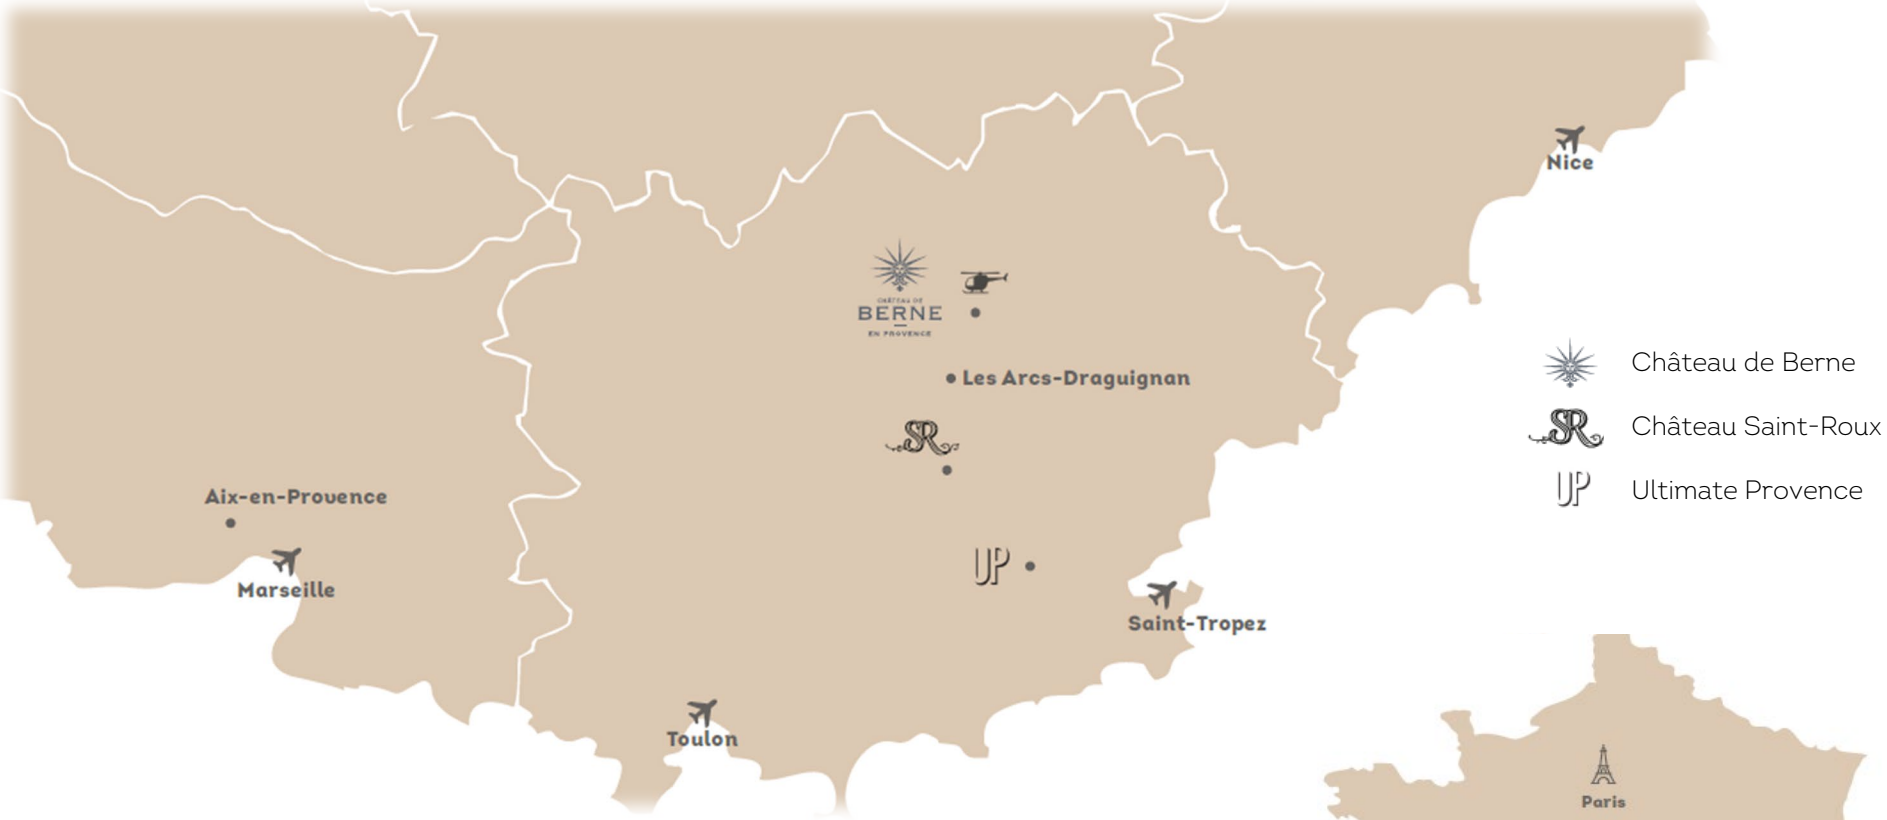 Nice
CHÂTEAU DE
BERNE
EN PROVENCE
Les Arcs-Draguignan
SR
Aix-en-Provence
Marseille
UP
Saint-Tropez
Toulon
Château de Berne
SR
Château Saint-Roux
UP
Ultimate Provence
Paris